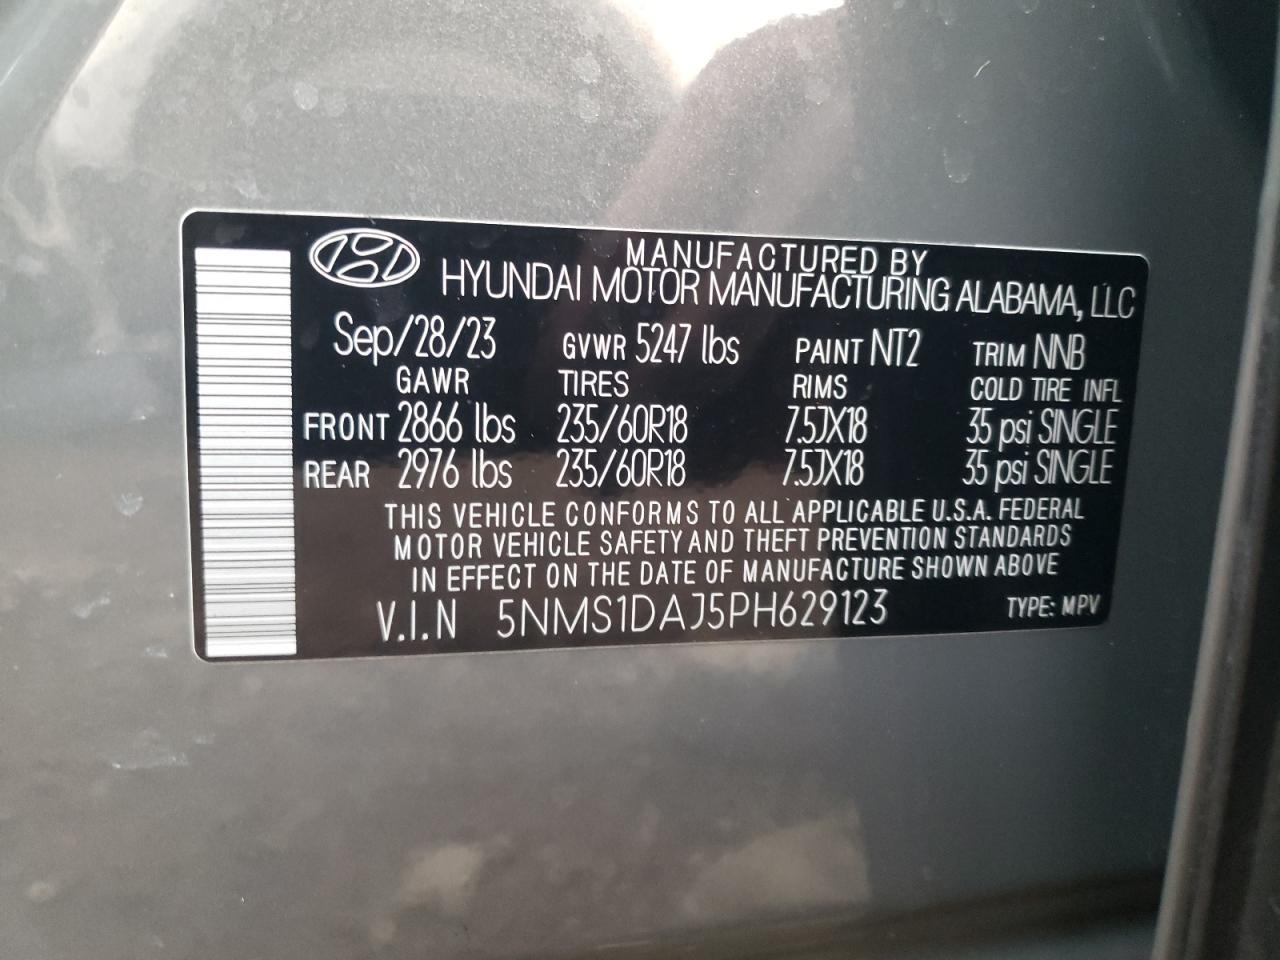 MANUFACTURED BY
HYUNDAI MOTOR MANUFACTURING ALABAMA, LLC
Sep/28/23 GVWR 5247 lbs PAINT NT2 TRIM NNB
GAWR TIRES RIMS COLD TIRE INFL
FRONT 2866 lbs 235/60R18 7.5JX18 35 psi SINGLE
REAR 2976 lbs 235/60R18 7.5JX18 35 psi SINGLE
THIS VEHICLE CONFORMS TO ALL APPLICABLE U.S.A. FEDERAL
MOTOR VEHICLE SAFETY AND THEFT PREVENTION STANDARDS
IN EFFECT ON THE DATE OF MANUFACTURE SHOWN ABOVE
V.I.N 5NMS1DAJ5PH629123 TYPE: MPV